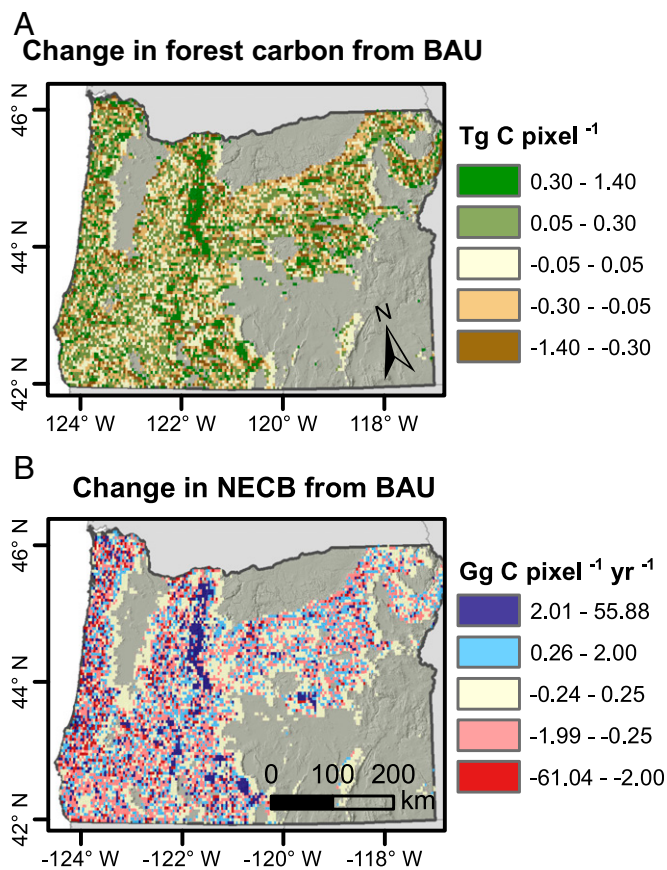 A
Change in forest carbon from BAU
46° N
44° N
42° N
124° W
122° W
120° W
118° W
N
Tg C pixel -1
0.30 - 1.40
0.05 - 0.30
-0.05 - 0.05
-0.30 - -0.05
-1.40 - -0.30
B
Change in NECB from BAU
46° N
44° N
42° N
-124° W
-122° W
-120° W
-118° W
0 100 200
km
Gg C pixel -1 yr -1
2.01 - 55.88
0.26 - 2.00
-0.24 - 0.25
-1.99 - -0.25
-61.04 - -2.00